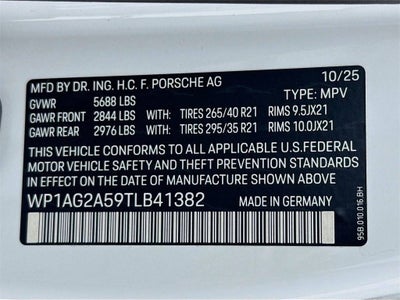 MFD BY DR. ING. H.C. F. PORSCHE AG 10/25
GVWR 5688 LBS TYPE: MPV
GAWR FRONT 2844 LBS WITH: TIRES 265/40 R21 RIMS 9.5JX21
GAWR REAR 2976 LBS WITH: TIRES 295/35 R21 RIMS 10.0JX21
THIS VEHICLE CONFORMS TO ALL APPLICABLE U.S.FEDERAL
MOTOR VEHICLE SAFETY AND THEFT PREVENTION STANDARDS
IN EFFECT ON THE DATE OF MANUFACTURE SHOWN ABOVE.
WP1AG2A59TLB41382 MADE IN GERMANY
95B.010.016.BH